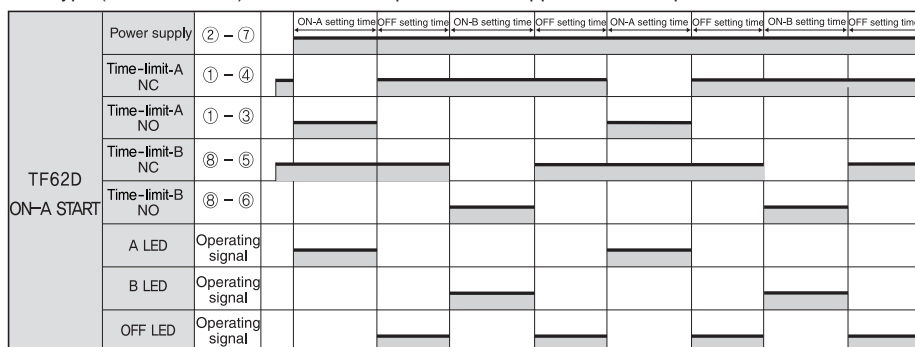 ON-A setting time OFF setting time ON-B setting time OFF setting time ON-A setting time OFF setting time ON-B setting time OFF setting time
Power supply ② - ⑦
Time-limit-A
NC
① - ④
Time-limit-A
NO
① - ③
Time-limit-B
NC
⑧ - ⑤
TF62D
ON-A START
Time-limit-B
NO
⑧ - ⑥
A LED
Operating
signal
B LED
Operating
signal
OFF LED
Operating
signal